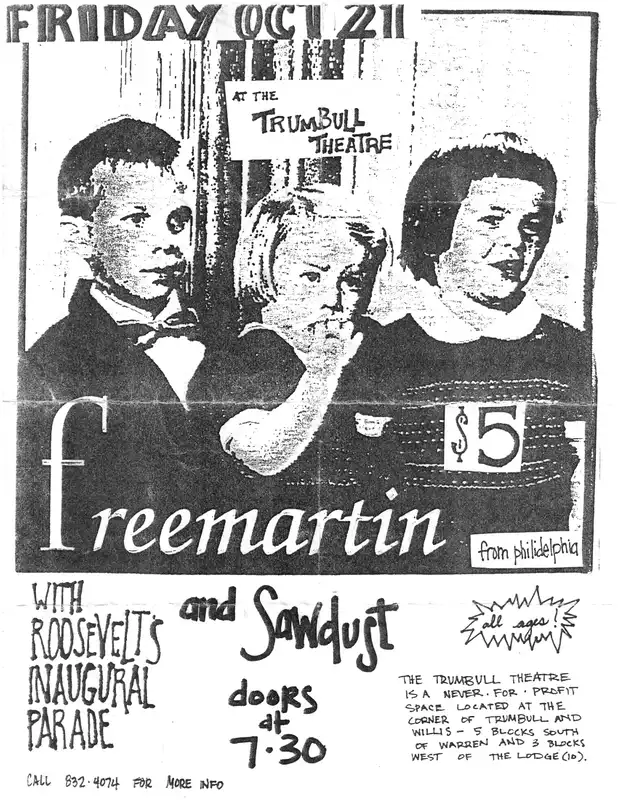 FRIDAY OCT 21
AT THE
TRUMBULL
THEATRE
$5
freemartin
from philidelphia
WITH
ROOSEVELT'S
INAUGURAL
PARADE
and Sawdust
doors
at
7.30
all ages!
THE TRUMBULL THEATRE
IS A NEVER.FOR.PROFIT
SPACE LOCATED AT THE
CORNER OF TRUMBULL AND
WILLIS - 5 BLOCKS SOUTH
OF WARREN AND 3 BLOCKS
WEST OF THE LODGE (10).
CALL 832.4074 FOR MORE INFO